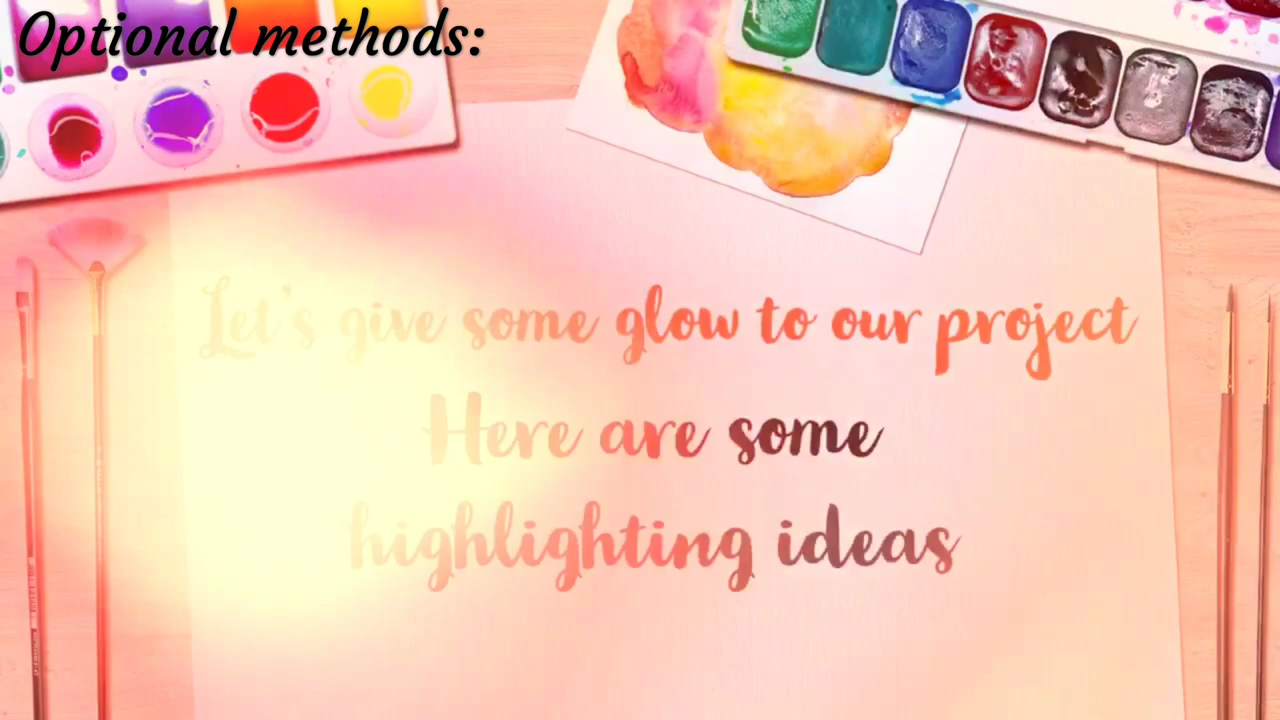 Optional methods:
Let's give some glow to our project
Here are some
highlighting ideas